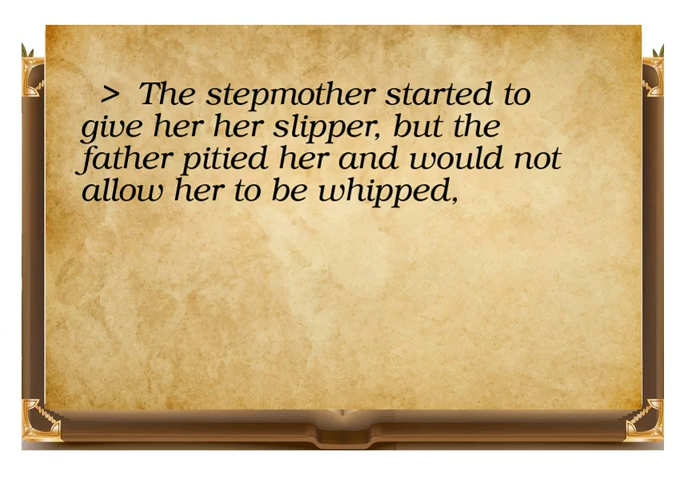 > The stepmother started to
give her her slipper, but the
father pitied her and would not
allow her to be whipped,